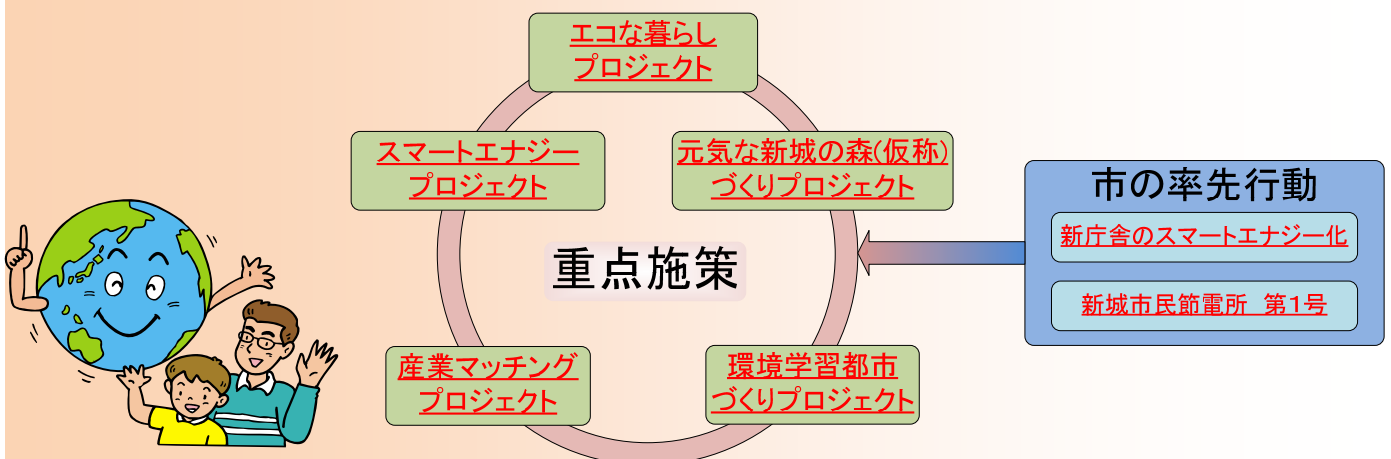 エコな暮らし
プロジェクト
スマートエナジー
プロジェクト
元気な新城の森(仮称)
づくりプロジェクト
重点施策
産業マッチング
プロジェクト
環境学習都市
づくりプロジェクト
市の率先行動
新庁舎のスマートエナジー化
新城市民節電所　第1号